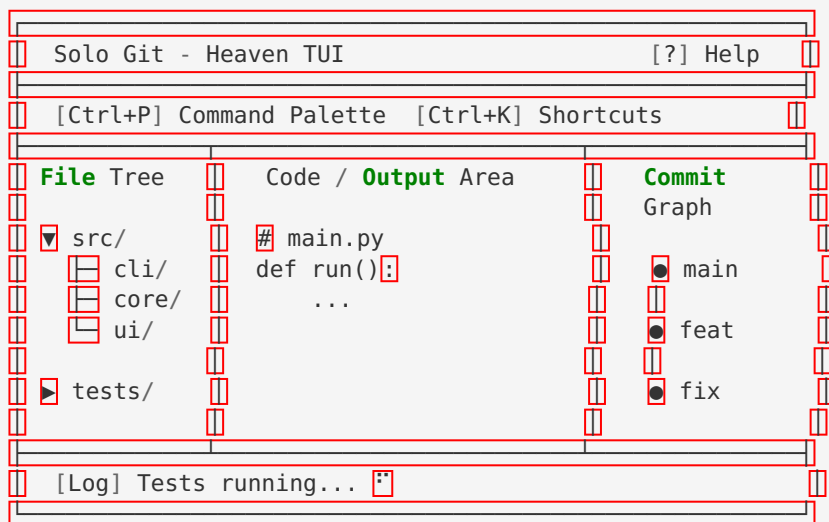 ┌──────────────────────────────────────────────────────┐
│ Solo Git - Heaven TUI [?] Help │
├──────────────────────────────────────────────────────┤
│ [Ctrl+P] Command Palette [Ctrl+K] Shortcuts │
├─────────────┬─────────────────────────┬──────────────┤
│ File Tree │ Code / Output Area │ Commit │
│ │ │ Graph │
│ ▼ src/ │ # main.py │ │
│ ├─ cli/ │ def run(): │ ● main │
│ ├─ core/ │ ... │ │ │
│ └─ ui/ │ │ ● feat │
│ │ │ │ │
│ ▶ tests/ │ │ ● fix │
│ │ │ │
├─────────────┴─────────────────────────┴──────────────┤
│ [Log] Tests running... ⠋ │
└──────────────────────────────────────────────────────┘